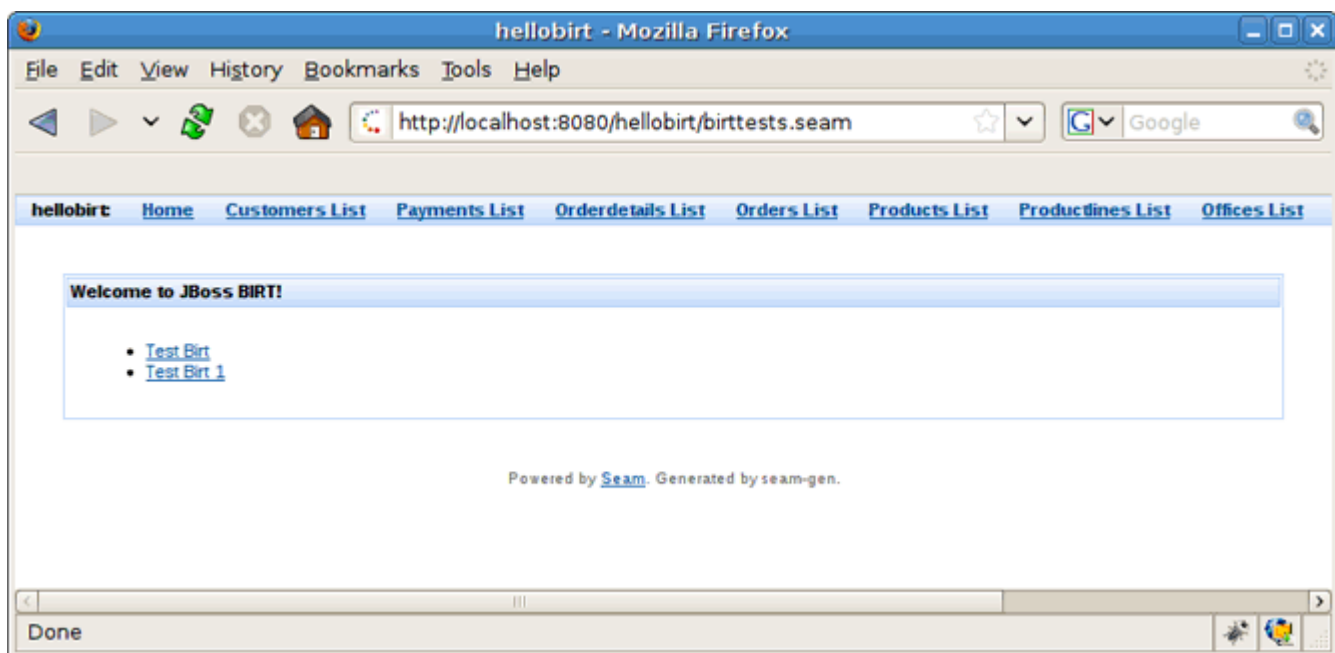 hellobirt - Mozilla Firefox
File Edit View History Bookmarks Tools Help
http://localhost:8080/hellobirt/birttests.seam G Google
hellobirt: Home Customers List Payments List Orderdetails List Orders List Products List Productlines List Offices List
Welcome to JBoss BIRT!
• Test Birt
• Test Birt 1
Powered by Seam. Generated by seam-gen.
Done